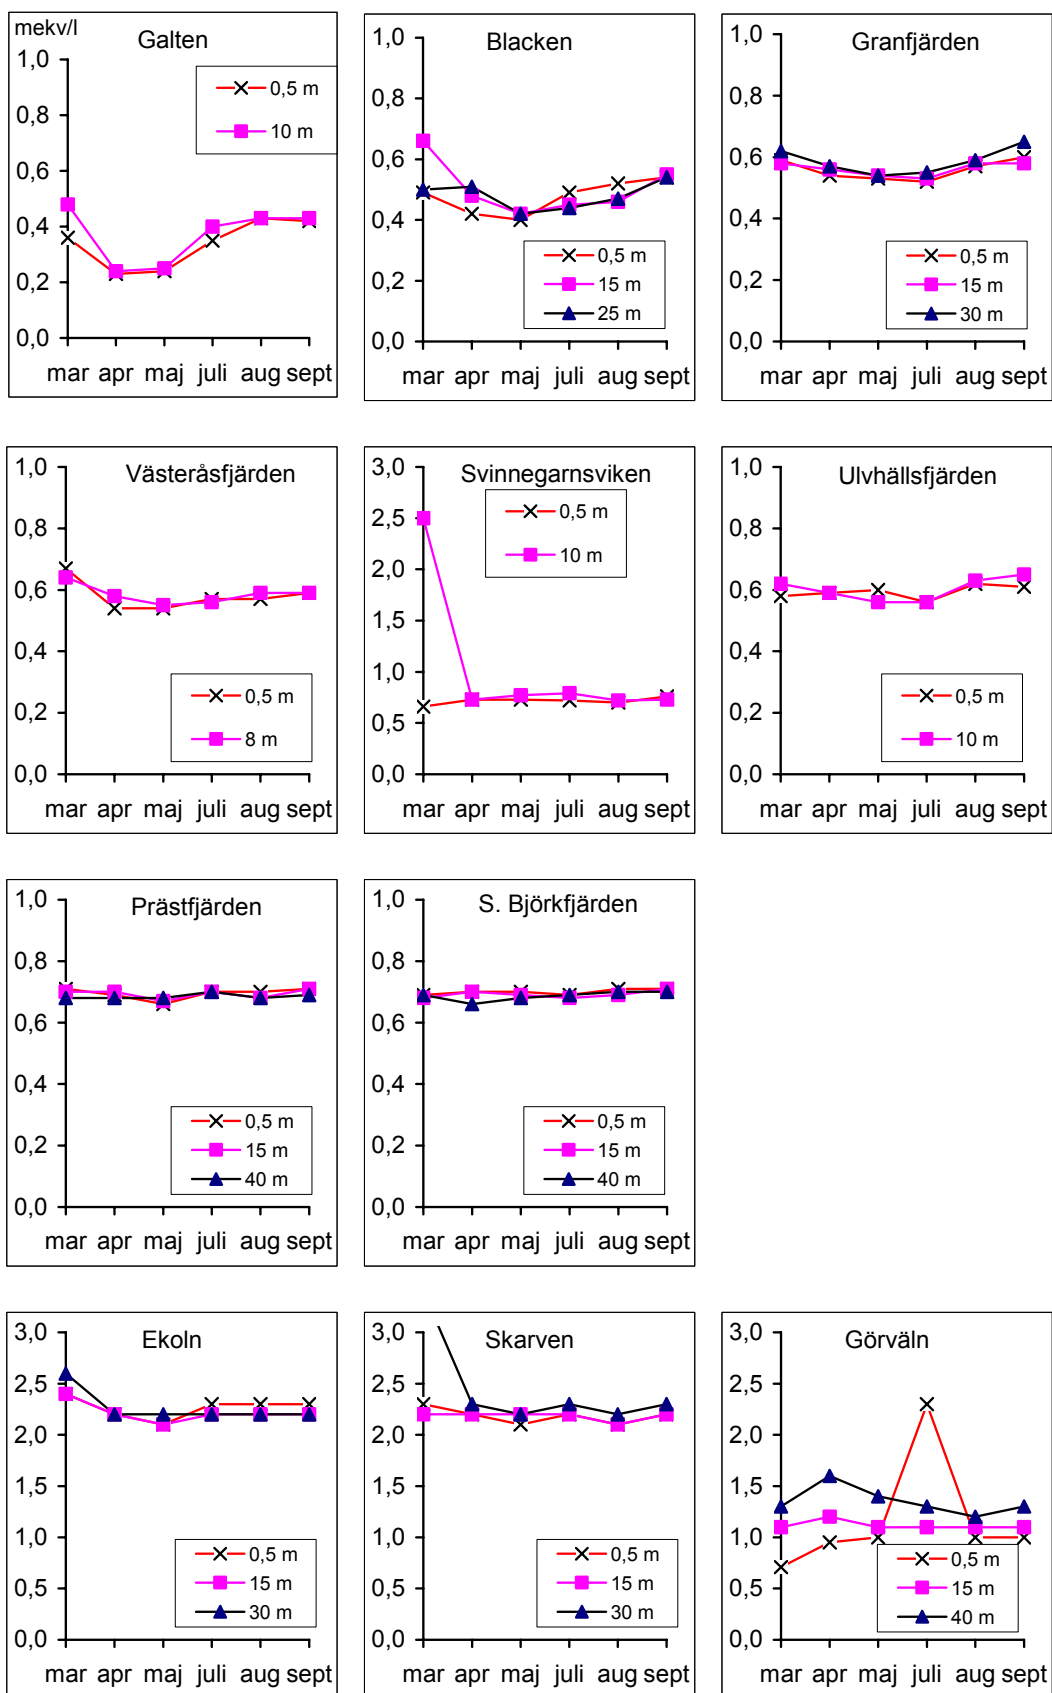 mekv/l
Galten
1,0
0,8
0,6
0,4
0,2
0,0
0,5 m
10 m
mar apr maj juli aug sept
Blacken
1,0
0,8
0,6
0,4
0,2
0,0
0,5 m
15 m
25 m
mar apr maj juli aug sept
Granfjärden
1,0
0,8
0,6
0,4
0,2
0,0
0,5 m
15 m
30 m
mar apr maj juli aug sept
Västeråsfjärden
1,0
0,8
0,6
0,4
0,2
0,0
0,5 m
8 m
mar apr maj juli aug sept
Svinnegarnsviken
3,0
2,5
2,0
1,5
1,0
0,5
0,0
0,5 m
10 m
mar apr maj juli aug sept
Ulvhällsfjärden
1,0
0,8
0,6
0,4
0,2
0,0
0,5 m
10 m
mar apr maj juli aug sept
Prästfjärden
1,0
0,8
0,6
0,4
0,2
0,0
0,5 m
15 m
40 m
mar apr maj juli aug sept
S. Björkfjärden
1,0
0,8
0,6
0,4
0,2
0,0
0,5 m
15 m
40 m
mar apr maj juli aug sept
Ekoln
3,0
2,5
2,0
1,5
1,0
0,5
0,0
0,5 m
15 m
30 m
mar apr maj juli aug sept
Skarven
3,0
2,5
2,0
1,5
1,0
0,5
0,0
0,5 m
15 m
30 m
mar apr maj juli aug sept
Görväln
3,0
2,5
2,0
1,5
1,0
0,5
0,0
0,5 m
15 m
40 m
mar apr maj juli aug sept